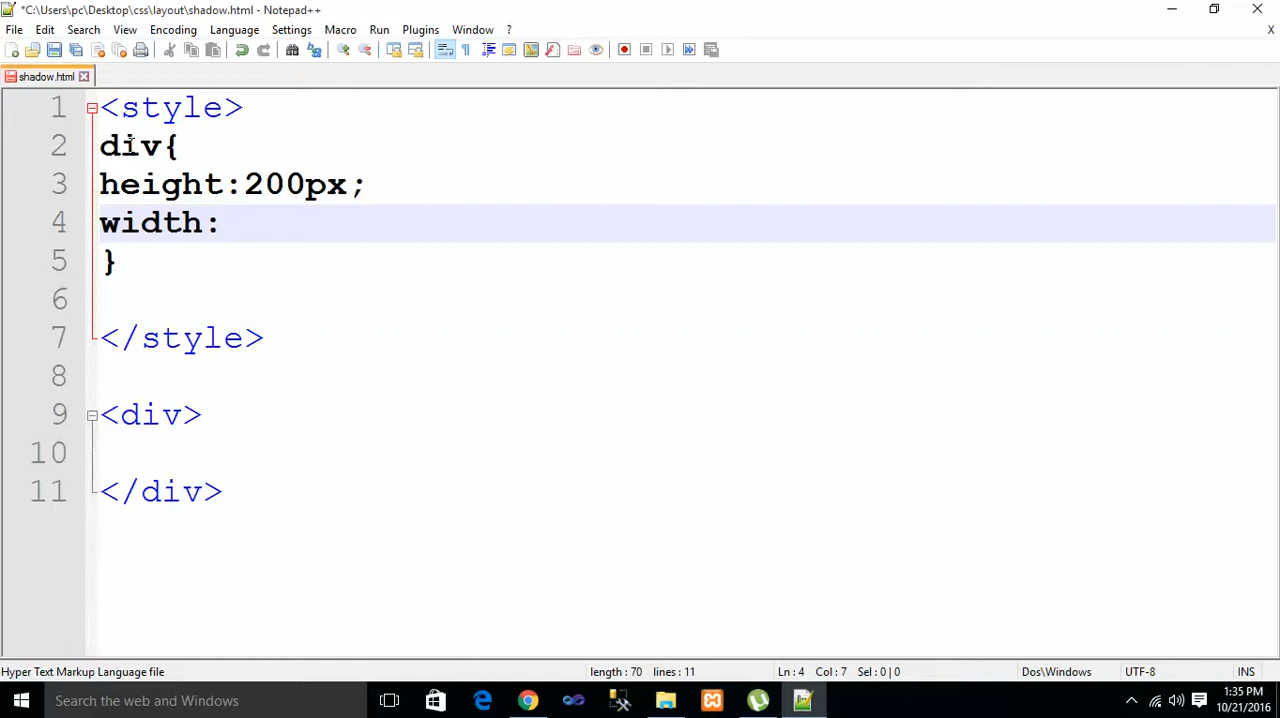 *C:\Users\pc\Desktop\css\layout\shadow.html - Notepad++
File Edit Search View Encoding Language Settings Macro Run Plugins Window ? X
shadow.html
1 <style>
2 div{
3 height:200px;
4 width:
5 }
6
7 </style>
8
9 <div>
10
11 </div>
Hyper Text Markup Language file length : 70 lines : 11 Ln : 4 Col : 7 Sel : 0 | 0 Dos\Windows UTF-8 INS
Search the web and Windows
1:35 PM
10/21/2016